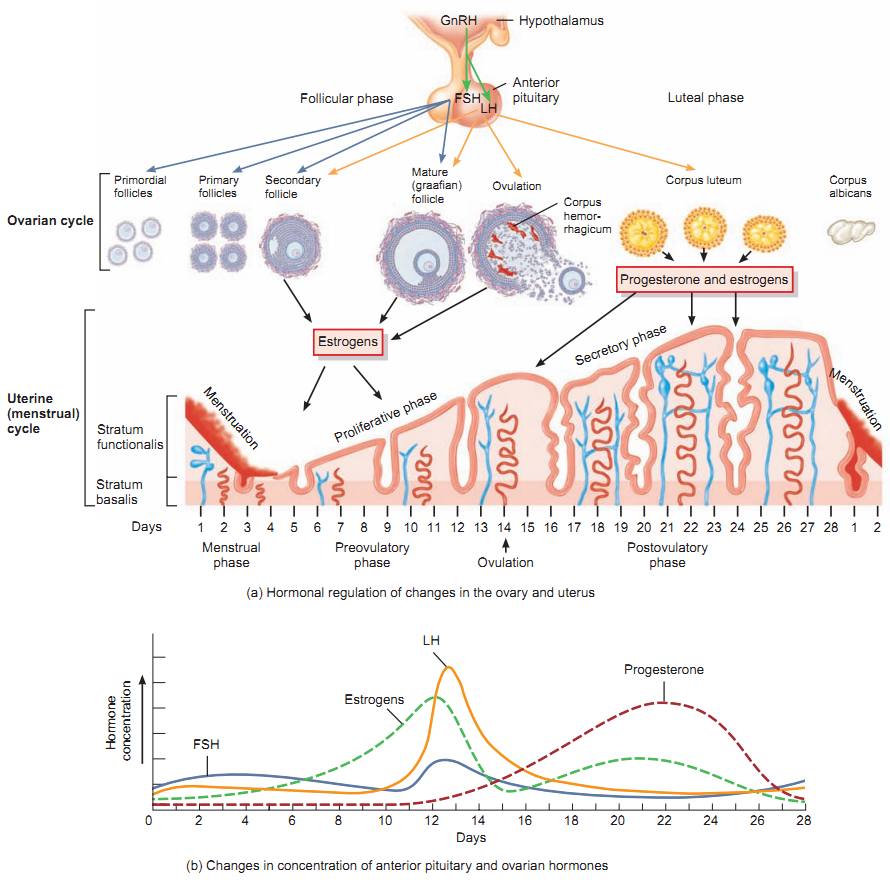 GnRH
Hypothalamus
Anterior
pituitary
FSH
LH
Follicular phase
Luteal phase
Ovarian cycle
Primordial
follicles
Primary
follicles
Secondary
follicle
Mature
(graafian)
follicle
Ovulation
Corpus
hemor-
rhagicum
Corpus luteum
Corpus
albicans
Progesterone and estrogens
Estrogens
Uterine
(menstrual)
cycle
Stratum
functionalis
Stratum
basalis
Menstruation
Proliferative phase
Secretory phase
Menstruation
Days 1 2 3 4 5 6 7 8 9 10 11 12 13 14 15 16 17 18 19 20 21 22 23 24 25 26 27 28 1 2
Menstrual
phase
Preovulatory
phase
Ovulation
Postovulatory
phase
(a) Hormonal regulation of changes in the ovary and uterus
Hormone
concentration
FSH
Estrogens
LH
Progesterone
0 2 4 6 8 10 12 14 16 18 20 22 24 26 28
Days
(b) Changes in concentration of anterior pituitary and ovarian hormones